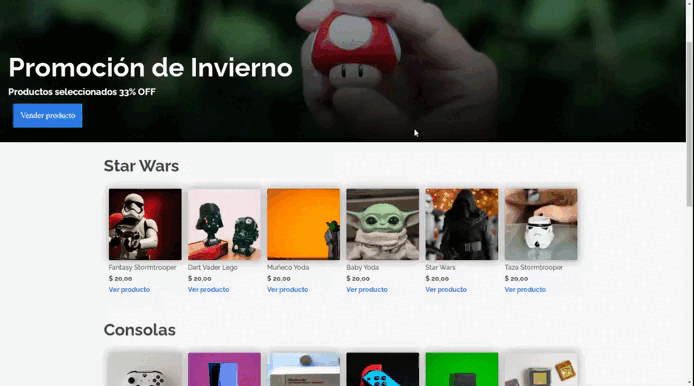 Promoción de Invierno
Productos seleccionados 33% OFF
Vender producto
Star Wars
Fantasy Stormtrooper
Dart Vader Lego
Muñeco Yoda
Baby Yoda
Star Wars
Taza Stormtrooper
$ 20,00
$ 20,00
$ 20,00
$ 20,00
$ 20,00
$ 20,00
Ver producto
Ver producto
Ver producto
Ver producto
Ver producto
Ver producto
Consolas